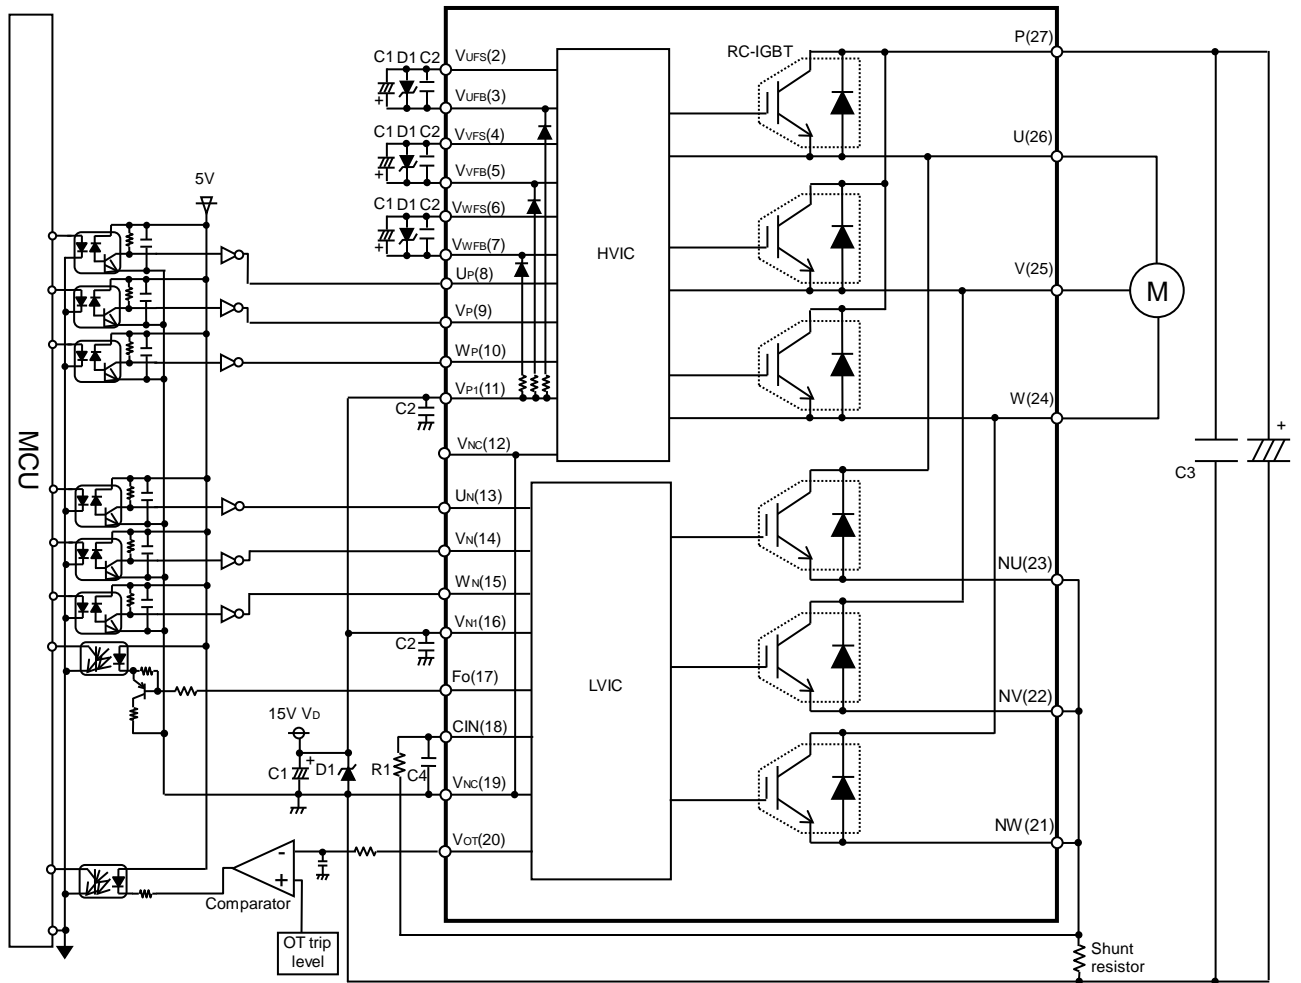 MCU
5V
C1 D1 C2
C1 D1 C2
C1 D1 C2
VUFS(2)
VUFB(3)
VVFS(4)
VVFB(5)
VWFS(6)
VWFB(7)
UP(8)
VP(9)
WP(10)
VP1(11)
C2
VNC(12)
UN(13)
VN(14)
WN(15)
VN1(16)
C2
Fo(17)
15V VD
CIN(18)
C1
+
D1
R1
C4
VNC(19)
VOT(20)
-
+
Comparator
OT trip
level
HVIC
LVIC
RC-IGBT
P(27)
U(26)
V(25)
W(24)
NU(23)
NV(22)
NW(21)
M
C3
+
Shunt
resistor
+
+
+